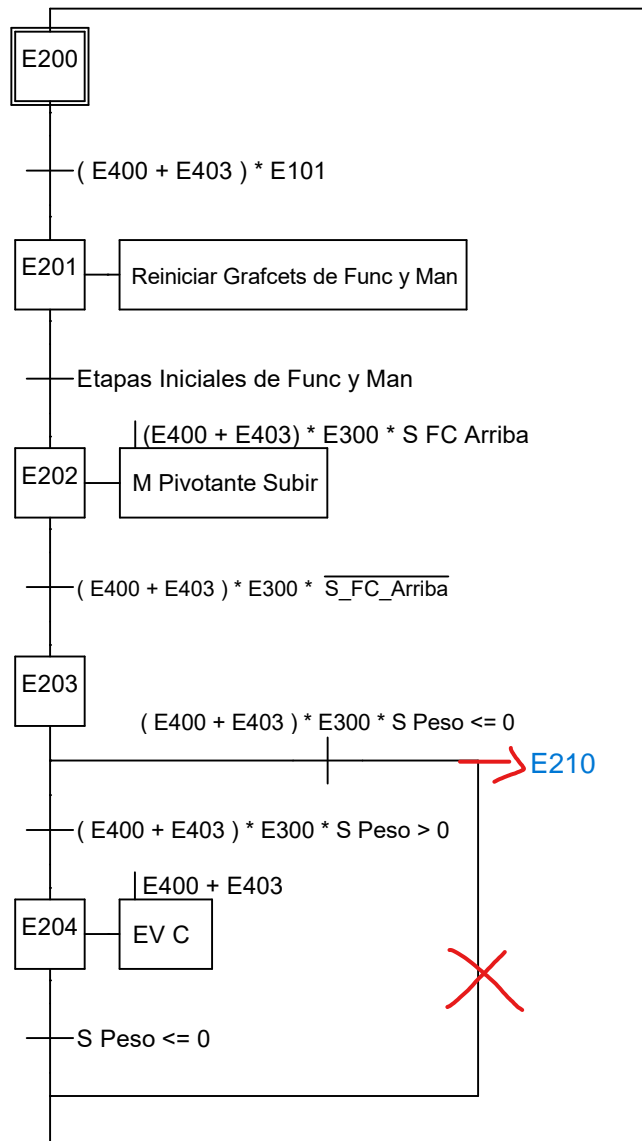 E200
( E400 + E403 ) * E101
E201
Reiniciar Grafcets de Func y Man
Etapas Iniciales de Func y Man
(E400 + E403) * E300 * S FC Arriba
E202
M Pivotante Subir
( E400 + E403 ) * E300 * S_FC_Arriba
E203
( E400 + E403 ) * E300 * S Peso <= 0
E210
( E400 + E403 ) * E300 * S Peso > 0
E400 + E403
E204
EV C
S Peso <= 0